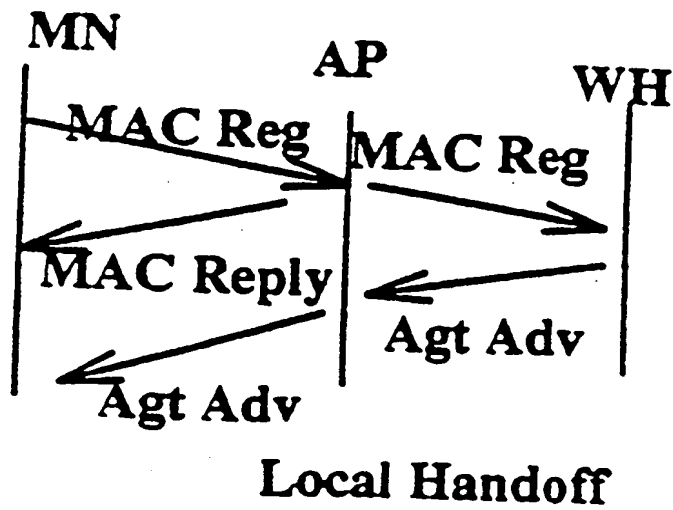 MN
AP
WH
MAC Reg
MAC Reg
MAC Reply
Agt Adv
Agt Adv
Local Handoff